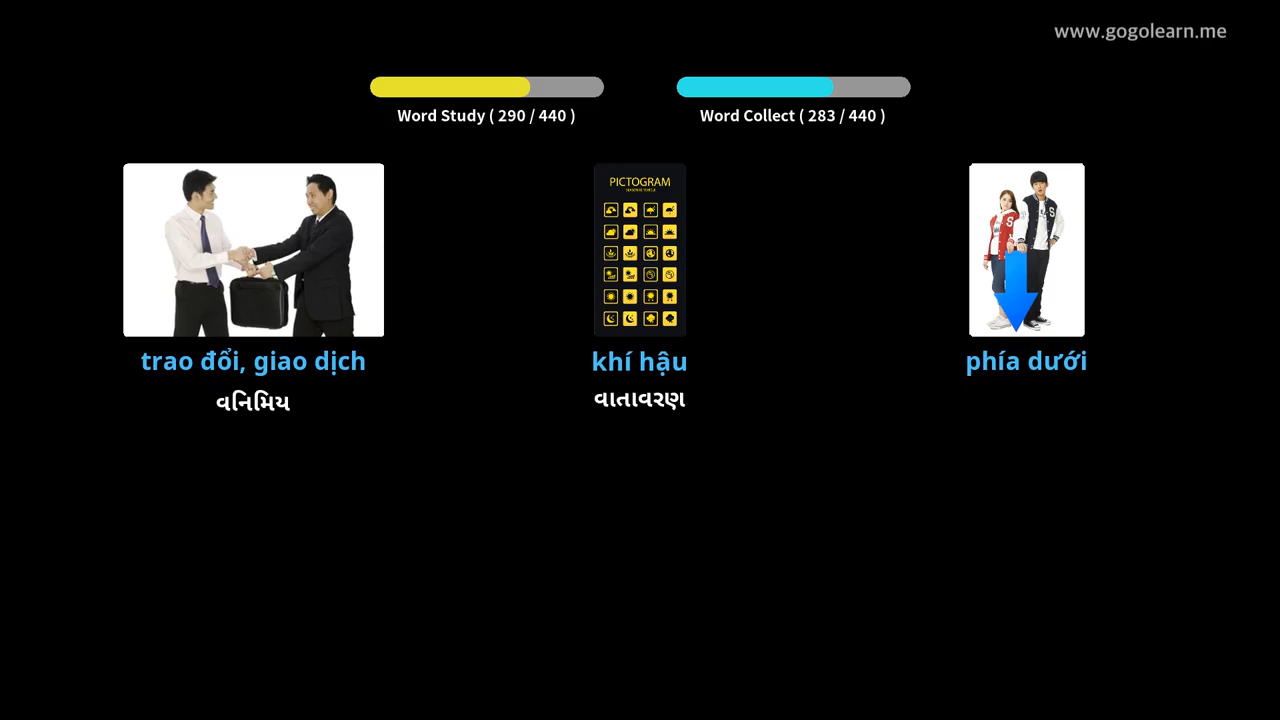 www.gogolearn.me
Word Study ( 290 / 440 )
Word Collect ( 283 / 440 )
PICTOGRAM
trao đổi, giao dịch
khí hậu
phía dưới
વિનિમય
વાતાવરણ